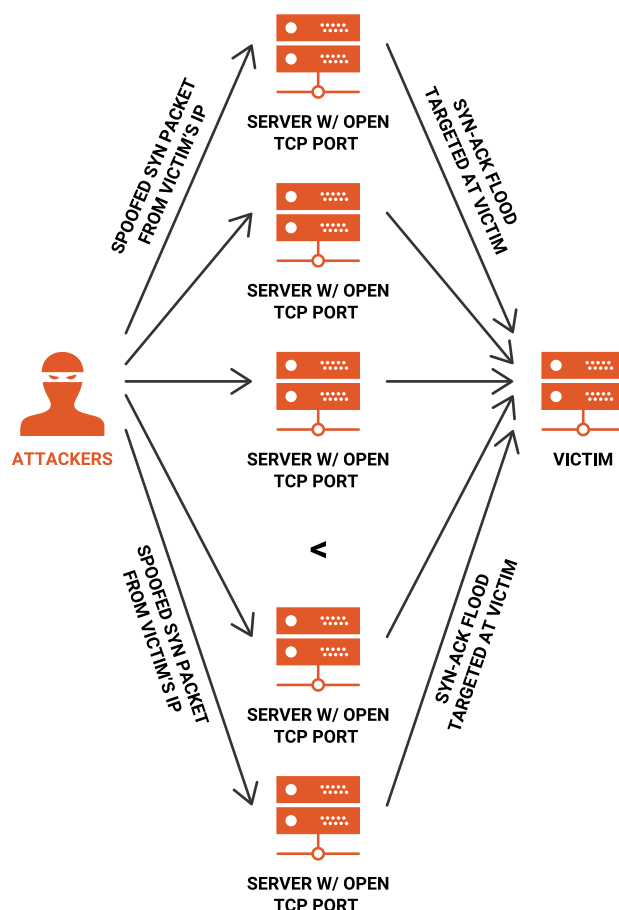 SPOOFED SYN PACKET
FROM VICTIM'S IP
SERVER W/ OPEN
TCP PORT
SYN-ACK FLOOD
TARGETED AT VICTIM
SERVER W/ OPEN
TCP PORT
ATTACKERS
SERVER W/ OPEN
TCP PORT
VICTIM
<
SPOOFED SYN PACKET
FROM VICTIM'S IP
SERVER W/ OPEN
TCP PORT
SYN-ACK FLOOD
TARGETED AT VICTIM
SERVER W/ OPEN
TCP PORT